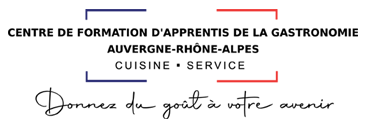 CENTRE DE FORMATION D'APPRENTIS DE LA GASTRONOMIE
AUVERGNE-RHÔNE-ALPES
CUISINE • SERVICE
Donnez du goût à votre avenir